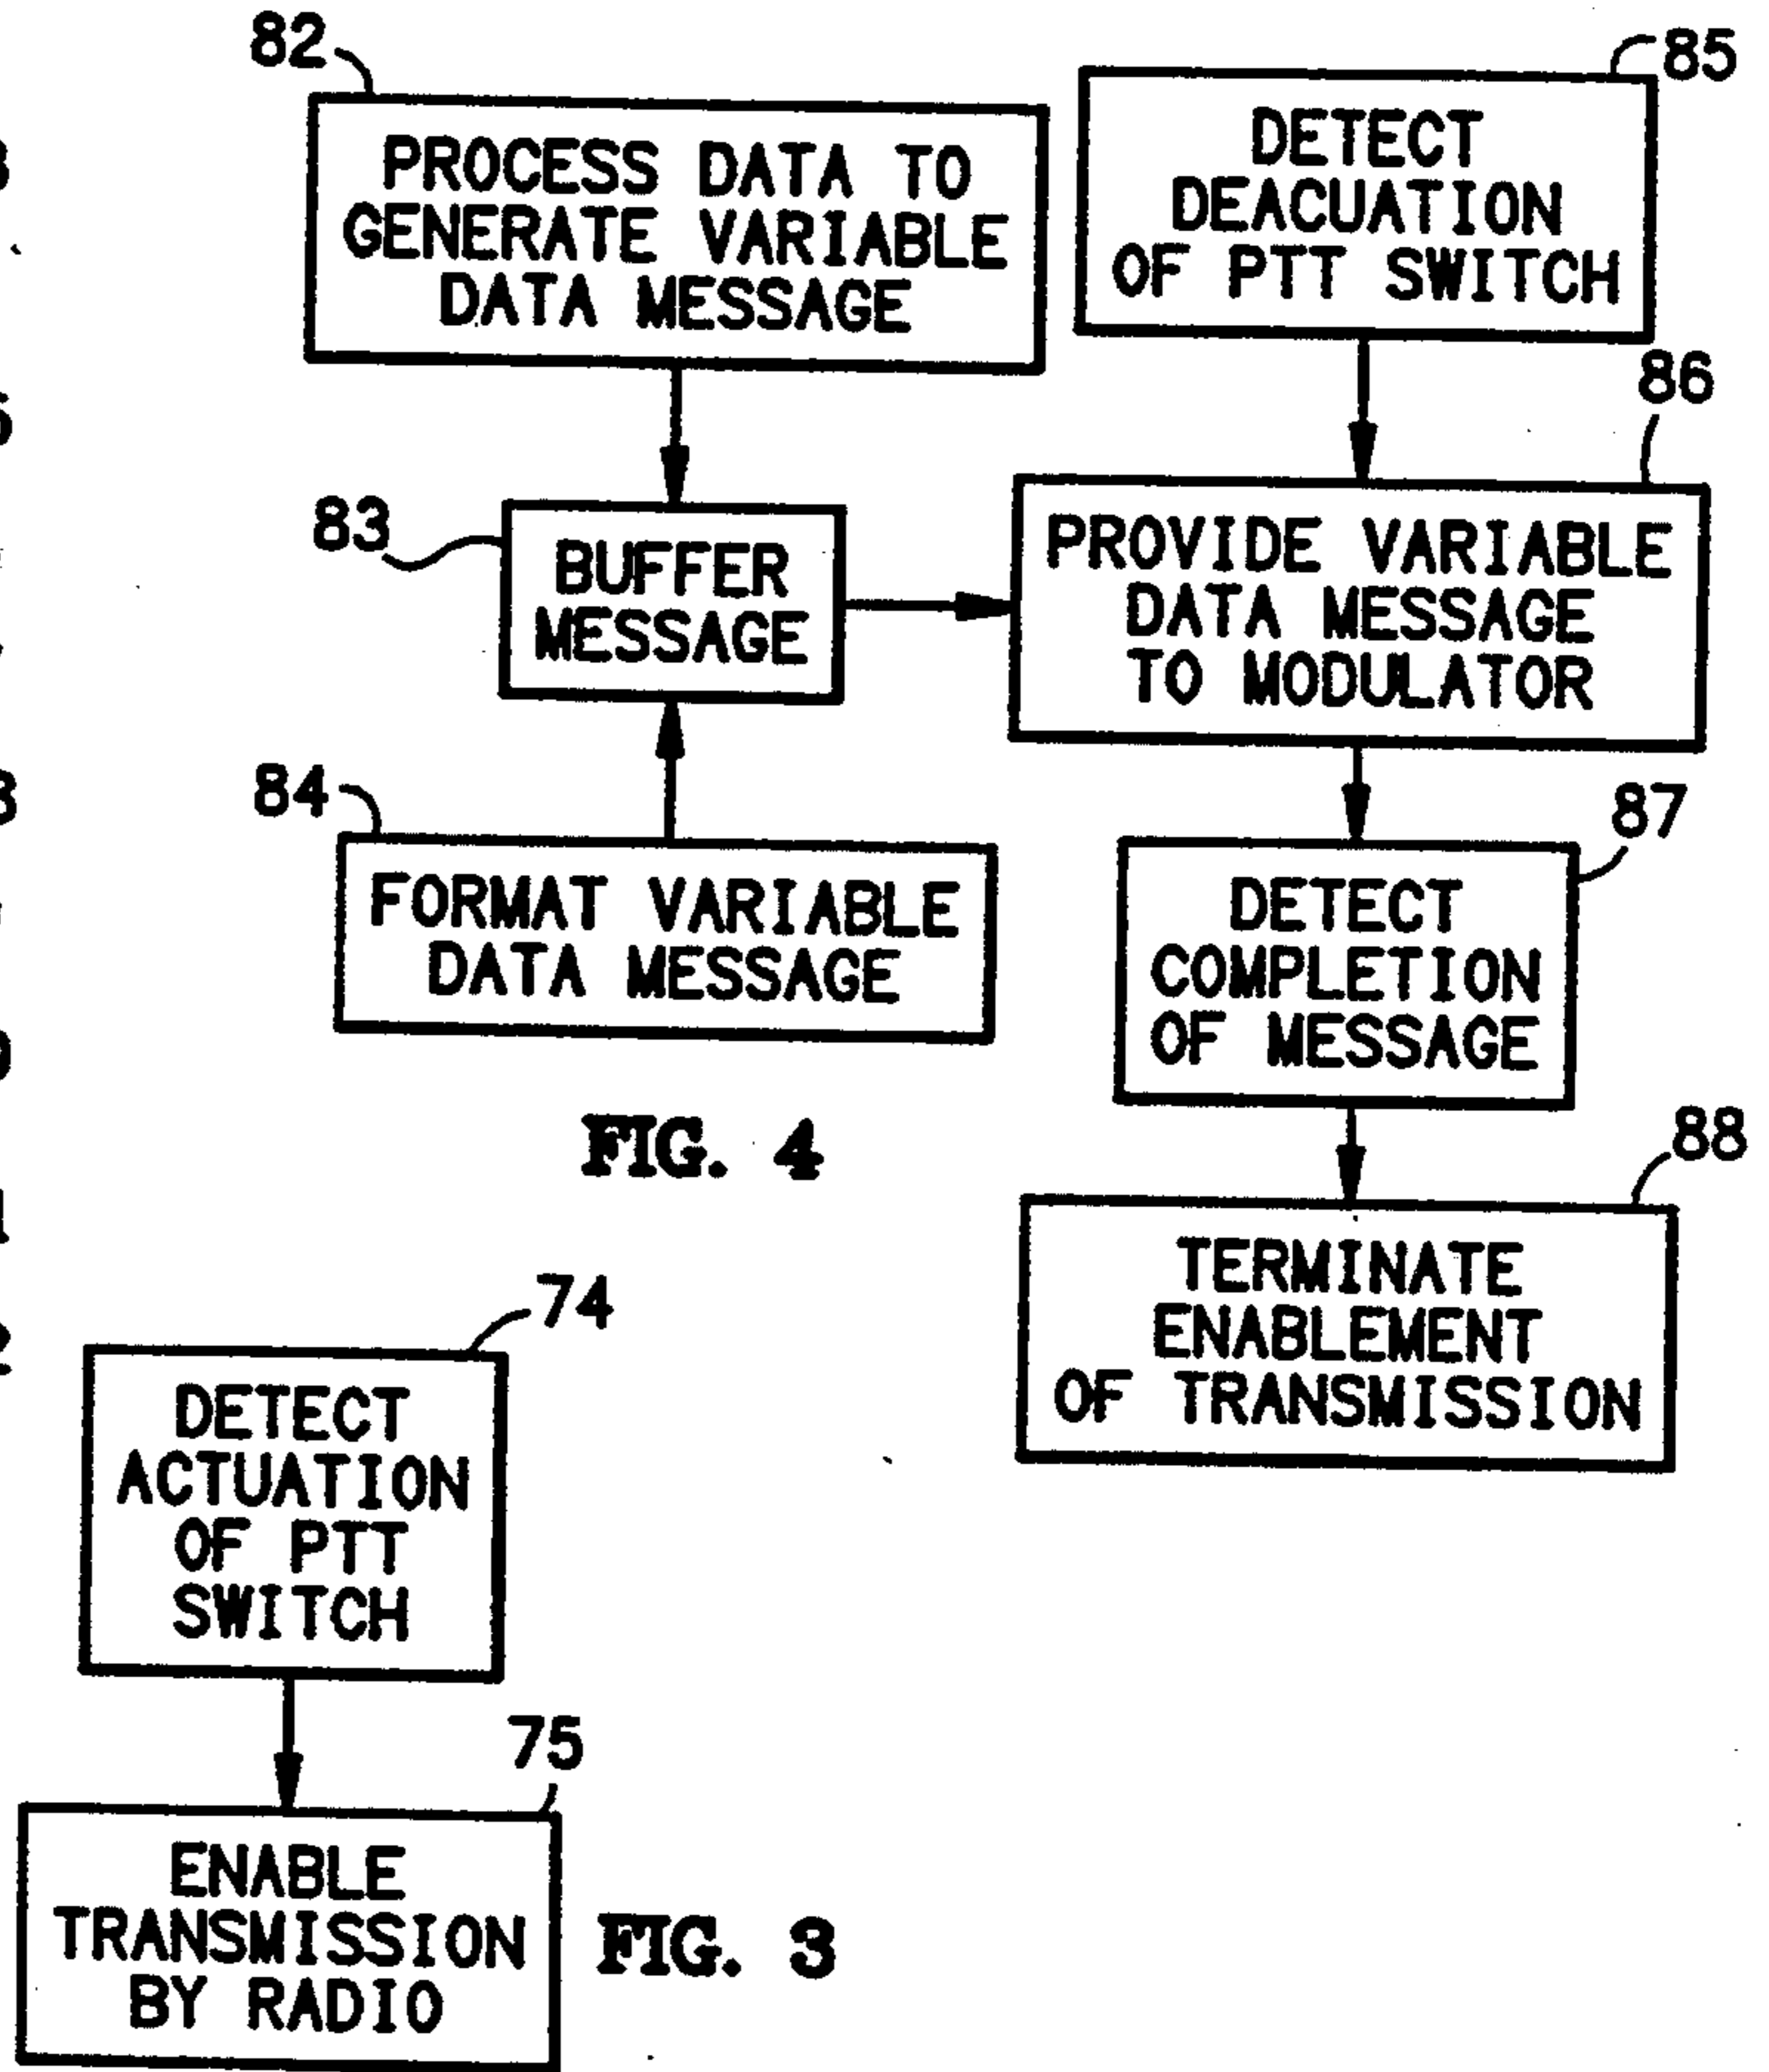 82
PROCESS DATA TO
GENERATE VARIABLE
DATA MESSAGE
85
DETECT
DEACUATION
OF PTT SWITCH
83
BUFFER
MESSAGE
86
PROVIDE VARIABLE
DATA MESSAGE
TO MODULATOR
84
FORMAT VARIABLE
DATA MESSAGE
87
DETECT
COMPLETION
OF MESSAGE
FIG. 4
88
TERMINATE
ENABLEMENT
OF TRANSMISSION
74
DETECT
ACTUATION
OF PTT
SWITCH
75
ENABLE
TRANSMISSION
BY RADIO
FIG. 3